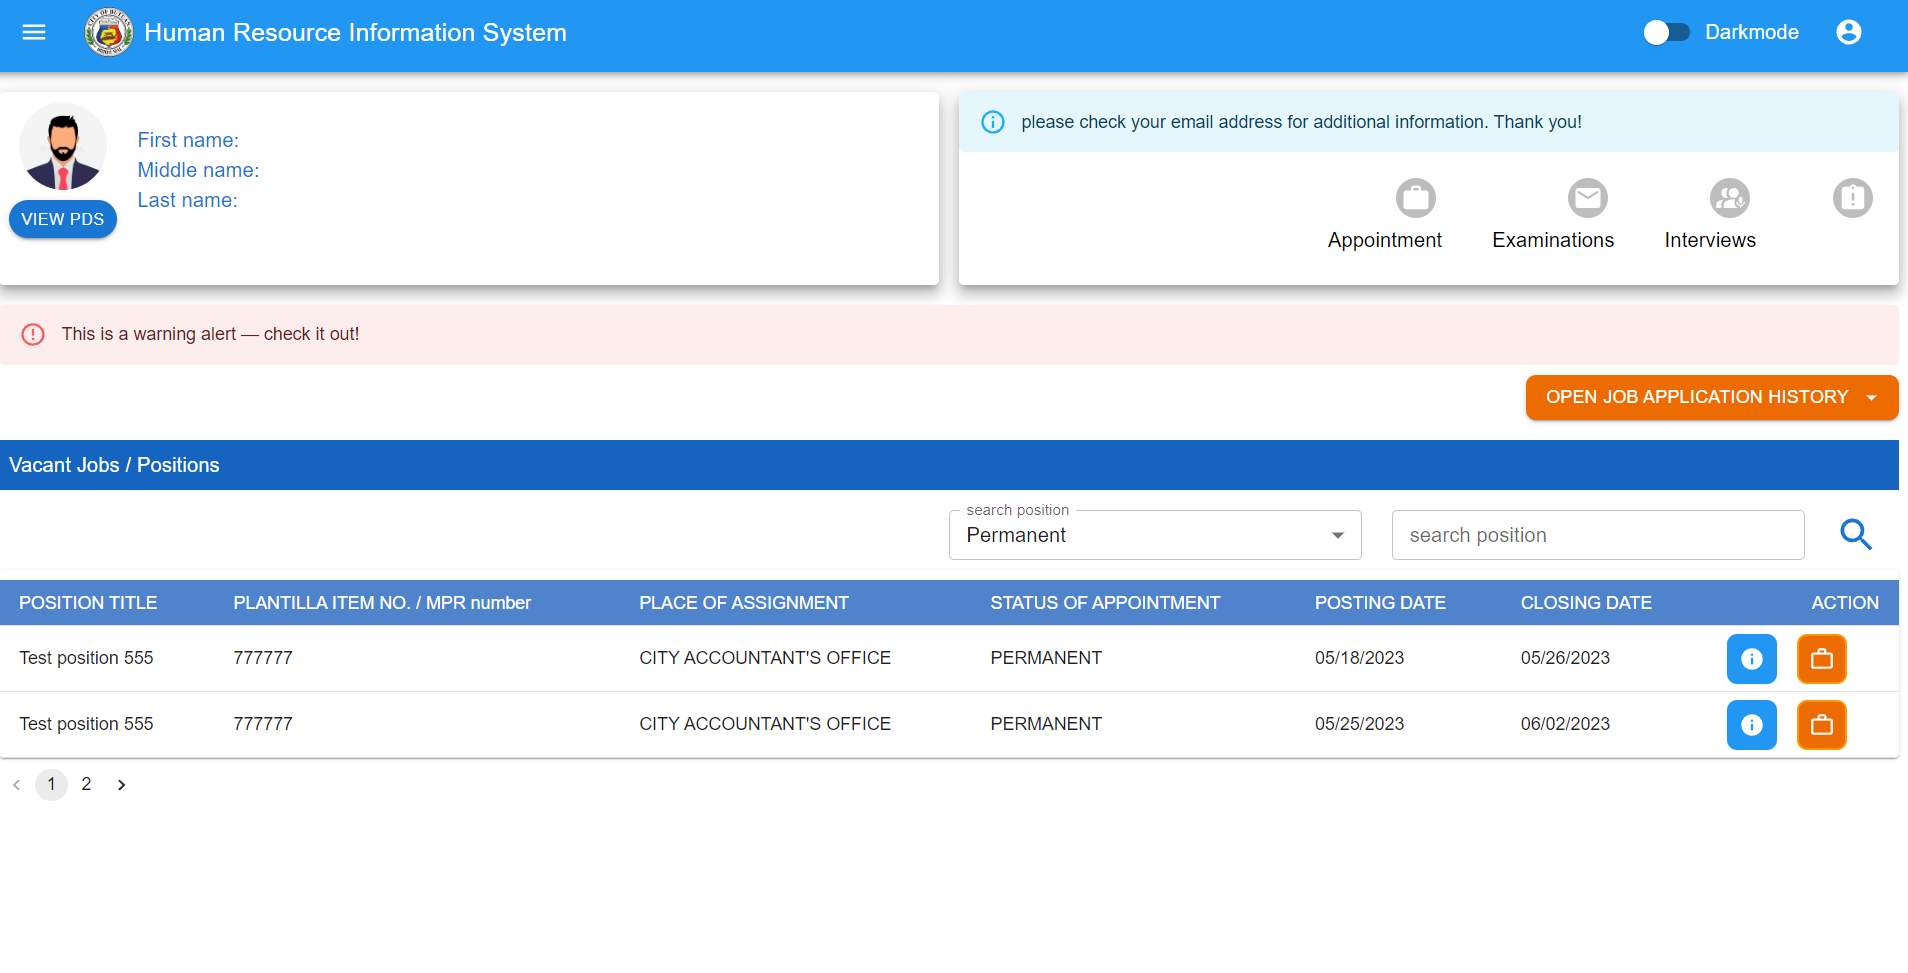 Human Resource Information System
Darkmode
First name:
Middle name:
Last name:
VIEW PDS
please check your email address for additional information. Thank you!
Appointment Examinations Interviews
This is a warning alert — check it out!
OPEN JOB APPLICATION HISTORY
Vacant Jobs / Positions
search position
Permanent
search position
POSITION TITLE PLANTILLA ITEM NO. / MPR number PLACE OF ASSIGNMENT STATUS OF APPOINTMENT POSTING DATE CLOSING DATE ACTION
Test position 555 777777 CITY ACCOUNTANT'S OFFICE PERMANENT 05/18/2023 05/26/2023
Test position 555 777777 CITY ACCOUNTANT'S OFFICE PERMANENT 05/25/2023 06/02/2023
1 2